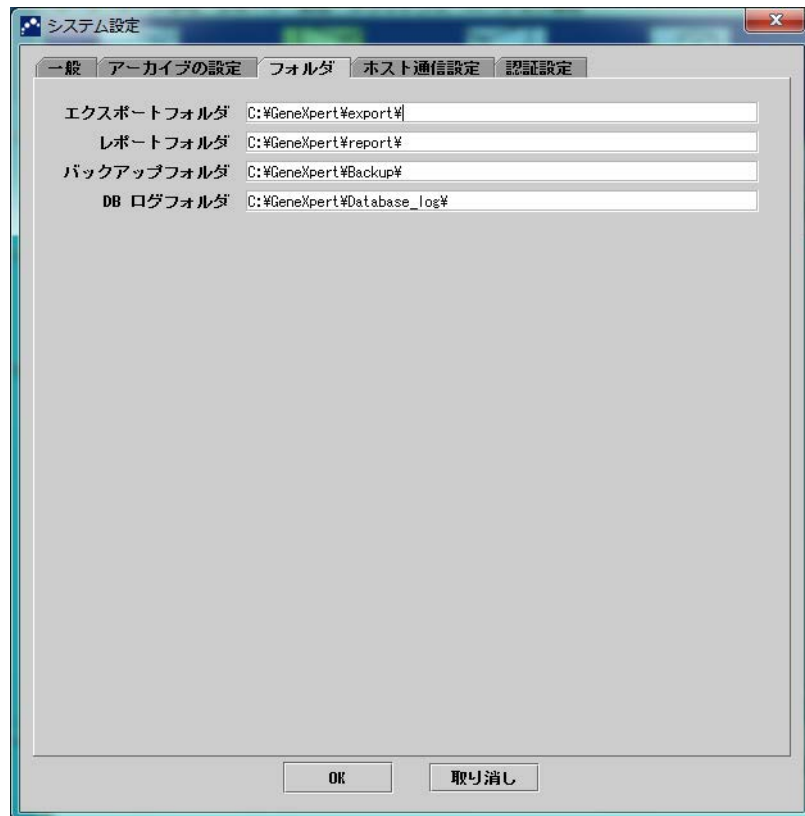 システム設定
一般 アーカイブの設定 フォルダ ホスト通信設定 認証設定
エクスポートフォルダ C:¥GeneXpert¥export¥
レポートフォルダ C:¥GeneXpert¥report¥
バックアップフォルダ C:¥GeneXpert¥Backup¥
DB ログフォルダ C:¥GeneXpert¥Database_log¥
OK 取り消し